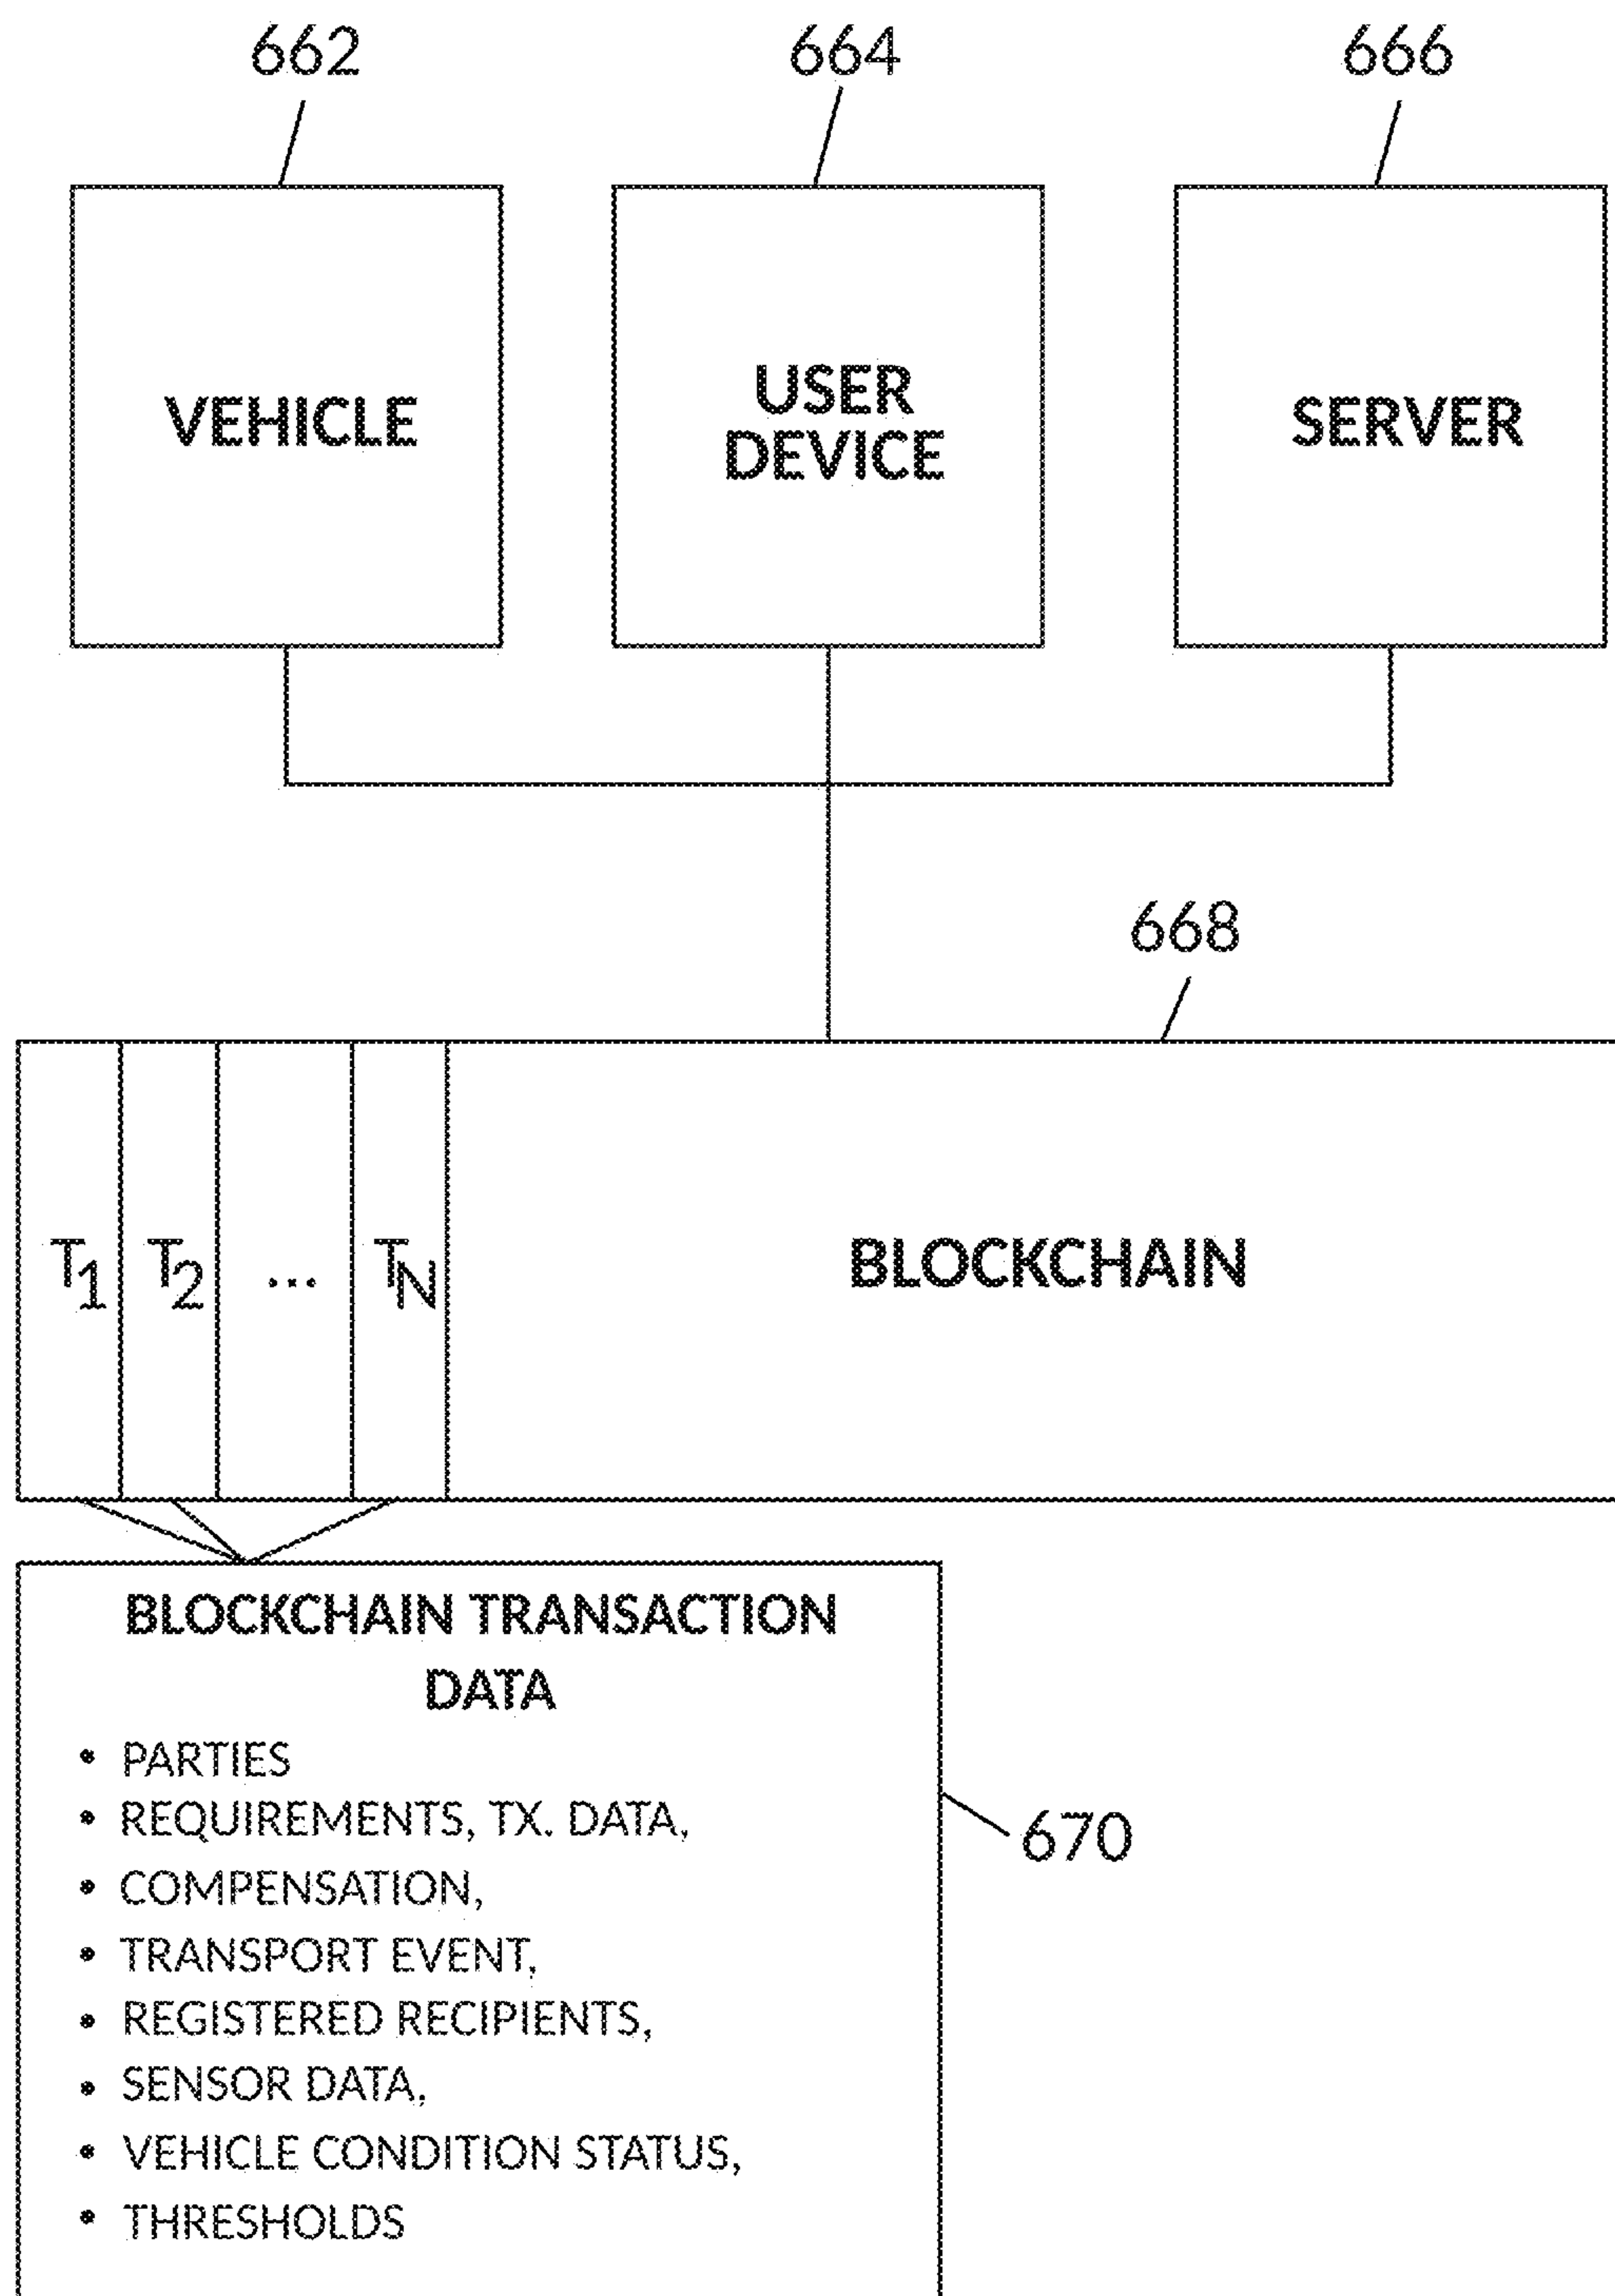 662 664 666
VEHICLE
USER
DEVICE
SERVER
668
T1 T2 ... TN
BLOCKCHAIN
BLOCKCHAIN TRANSACTION
DATA
• PARTIES
• REQUIREMENTS, TX. DATA,
• COMPENSATION,
• TRANSPORT EVENT,
• REGISTERED RECIPIENTS,
• SENSOR DATA,
• VEHICLE CONDITION STATUS,
• THRESHOLDS
670